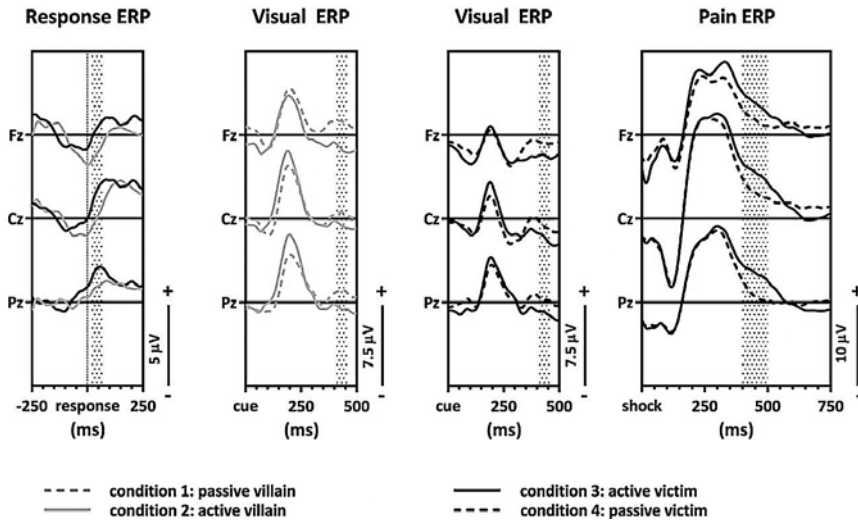 Response ERP
Visual ERP
Visual ERP
Pain ERP
Fz
Cz
Pz
+
5 μV
-
-250 response 250
(ms)
Fz
Cz
Pz
+
7.5 μV
-
cue 250 500
(ms)
Fz
Cz
Pz
+
7.5 μV
-
cue 250 500
(ms)
Fz
Cz
Pz
+
10 μV
-
shock 250 500 750
(ms)
condition 1: passive villain
condition 2: active villain
condition 3: active victim
condition 4: passive victim